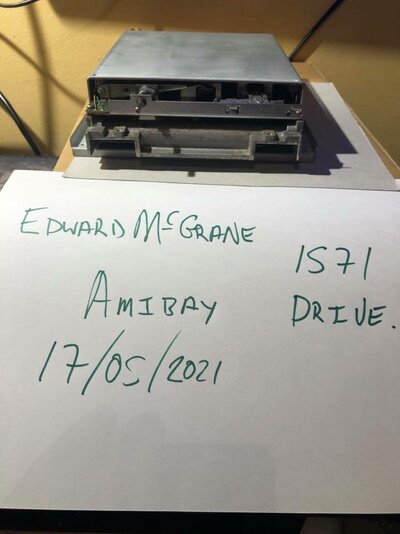 EDWARD McGRANE
1571
DRIVE.
AMIBAY
17/05/2021